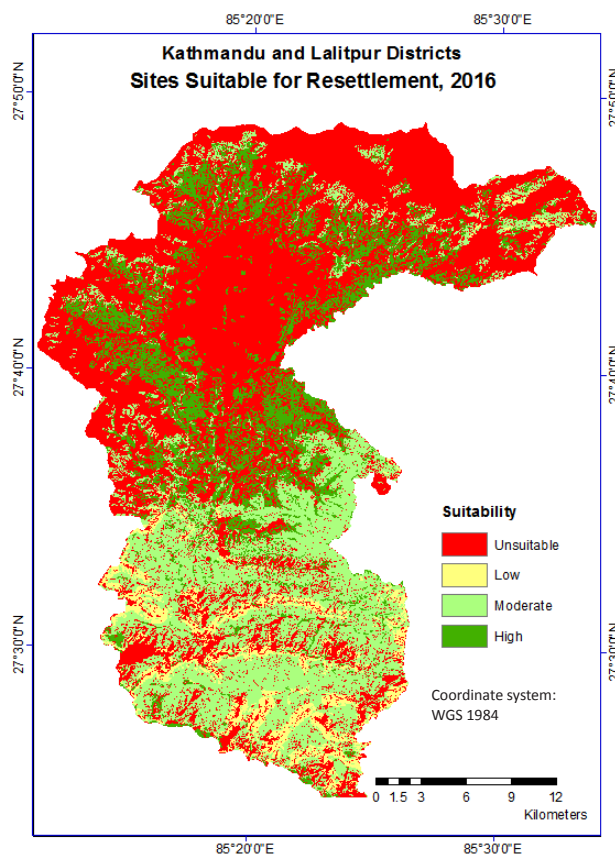 85°20'0"E 85°30'0"E
Kathmandu and Lalitpur Districts
Sites Suitable for Resettlement, 2016
27°50'0"N 27°50'0"N
27°40'0"N 27°40'0"N
Suitability
Unsuitable
Low
Moderate
High
27°30'0"N 27°30'0"N
Coordinate system:
WGS 1984
0 1.5 3 6 9 12
Kilometers
85°20'0"E 85°30'0"E